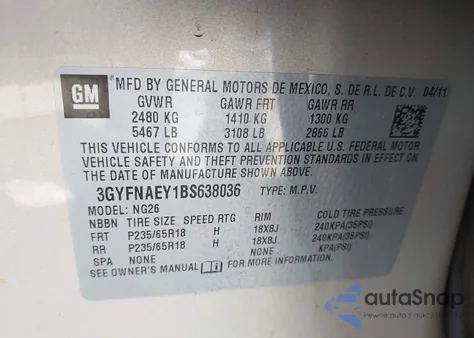 GM
MFD BY GENERAL MOTORS DE MEXICO, S. DE R.L. DE C.V. 04/11
GVWR GAWR FRT GAWR RR
2480 KG 1410 KG 1300 KG
5467 LB 3108 LB 2866 LB
THIS VEHICLE CONFORMS TO ALL APPLICABLE U.S. FEDERAL MOTOR
VEHICLE SAFETY AND THEFT PREVENTION STANDARDS IN EFFECT ON THE
DATE OF MANUFACTURE SHOWN ABOVE.
3GYFNAEY1BS638036 TYPE: M.P.V.
MODEL: NG26
NBBN TIRE SIZE SPEED RTG RIM COLD TIRE PRESSURE
FRT P235/65R18 H 18X8J 240KPA(35PSI)
RR P235/65R18 H 18X8J 240KPA(35PSI)
SPA NONE NONE KPA(PSI)
SEE OWNER'S MANUAL FOR MORE INFORMATION.
autoSnap
Pewne auta z aukcji w USA